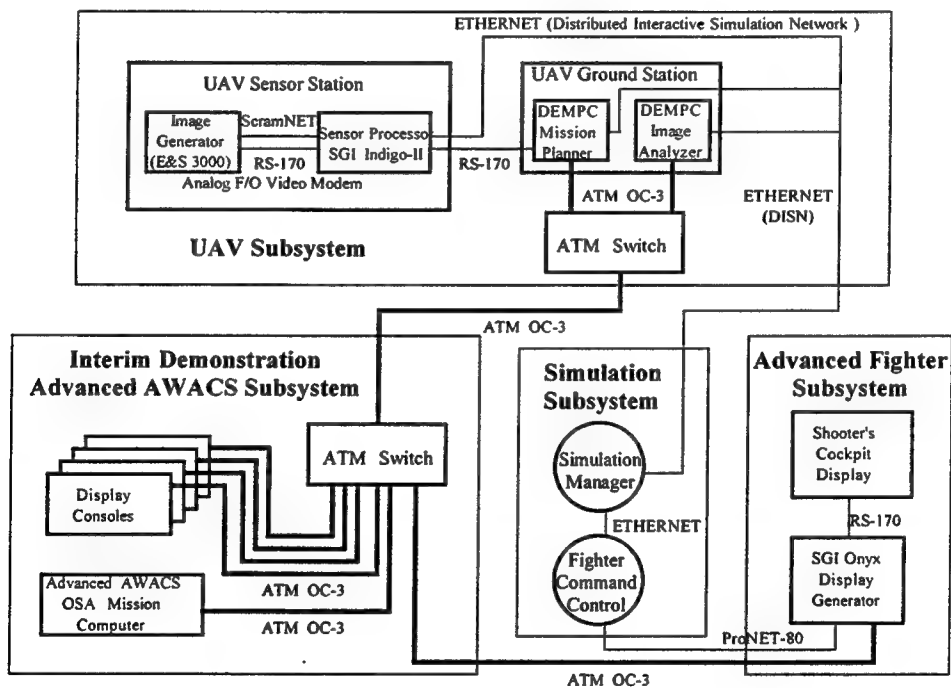 ETHERNET (Distributed Interactive Simulation Network )
UAV Sensor Station
Image
Generator
(E&S 3000)
ScramNET
RS-170
Sensor Processo
SGI Indigo-II
Analog F/O Video Modem
RS-170
UAV Ground Station
DEMPC
Mission
Planner
DEMPC
Image
Analyzer
ATM OC-3
ETHERNET
(DISN)
UAV Subsystem
ATM Switch
ATM OC-3
Interim Demonstration
Advanced AWACS Subsystem
ATM Switch
Display
Consoles
ATM OC-3
Advanced AWACS
OSA Mission
Computer
ATM OC-3
Simulation
Subsystem
Simulation
Manager
ETHERNET
Fighter
Command
Control
ProNET-80
Advanced Fighter
Subsystem
Shooter's
Cockpit
Display
RS-170
SGI Onyx
Display
Generator
ATM OC-3